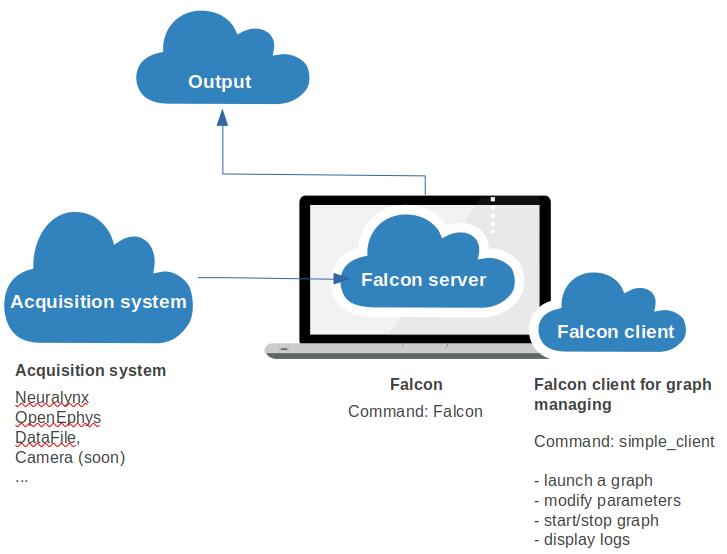 Output
Acquisition system
Falcon server
Falcon client
Acquisition system
Neuralynx
OpenEphys
DataFile,
Camera (soon)
...
Falcon
Command: Falcon
Falcon client for graph
managing
Command: simple_client
- launch a graph
- modify parameters
- start/stop graph
- display logs